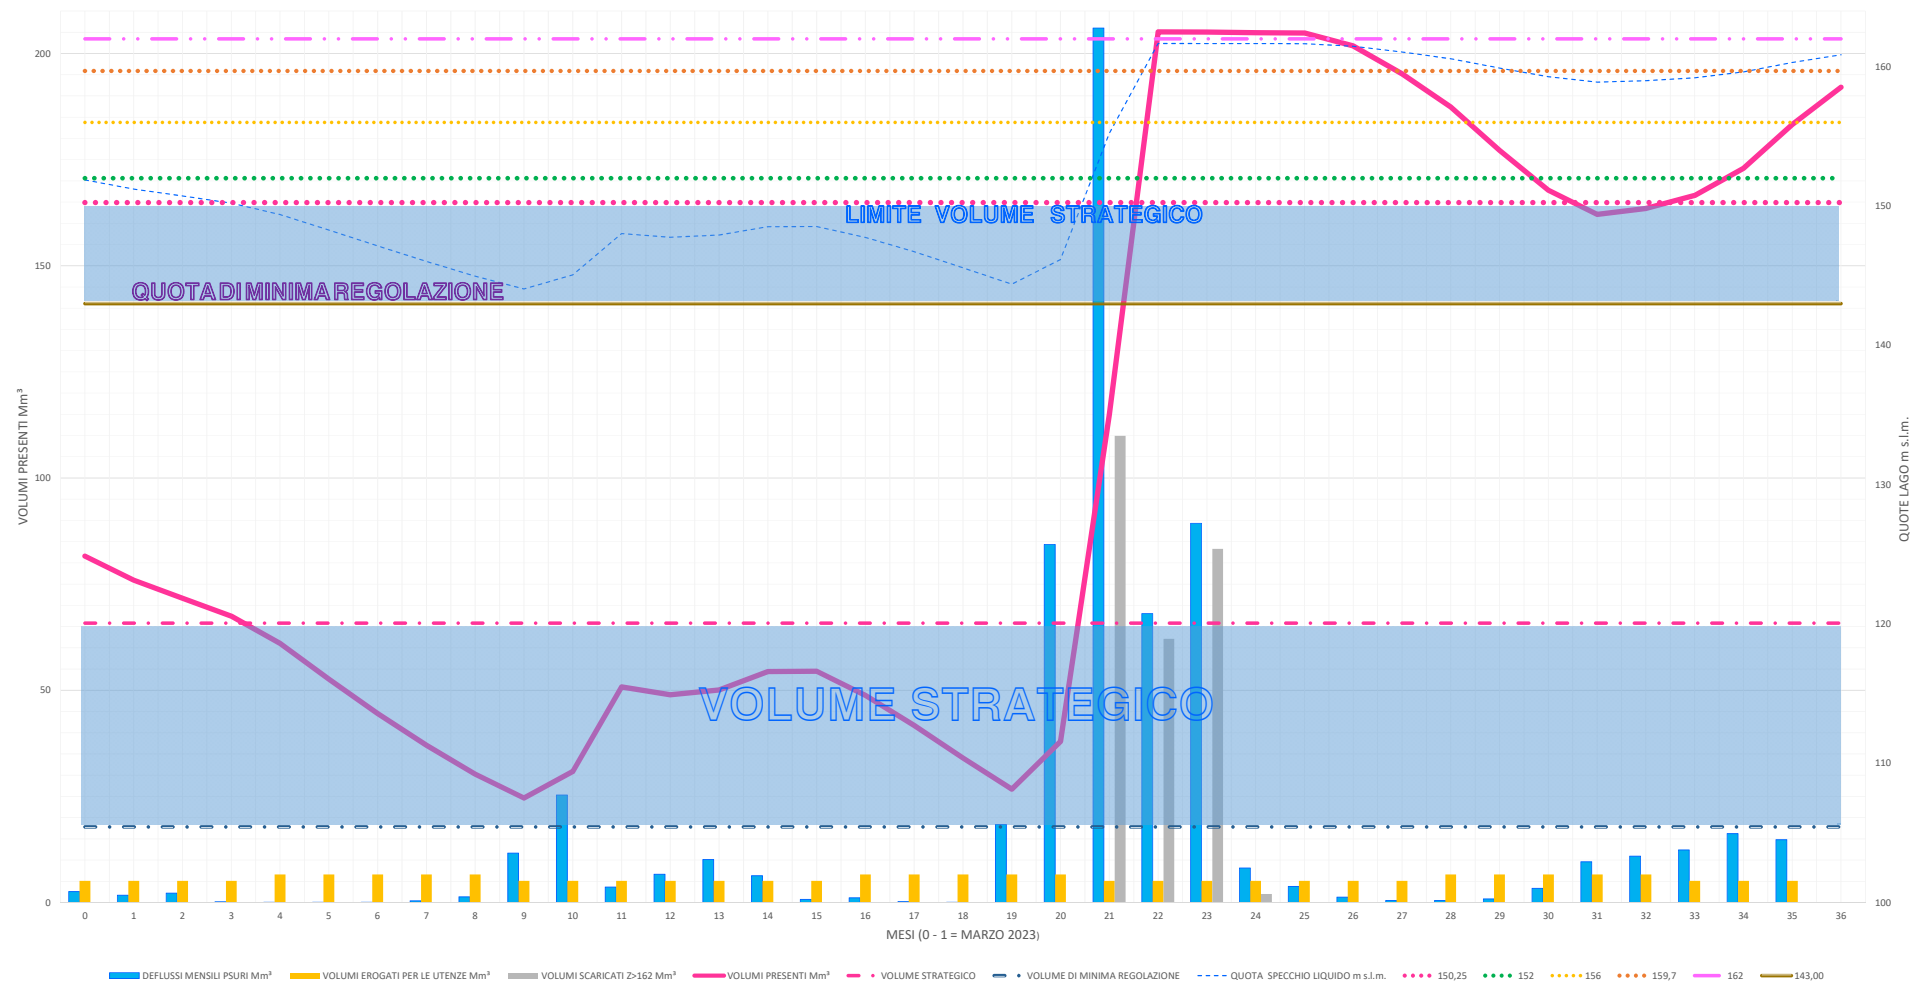 200
150
100
50
0
VOLUMI PRESENTI Mm³
160
150
140
130
120
110
100
QUOTE LAGO m s.l.m.
LIMITE VOLUME STRATEGICO
QUOTA DI MINIMA REGOLAZIONE
VOLUME STRATEGICO
0 1 2 3 4 5 6 7 8 9 10 11 12 13 14 15 16 17 18 19 20 21 22 23 24 25 26 27 28 29 30 31 32 33 34 35 36
MESI (0 - 1 = MARZO 2023)
DEFLUSSI MENSILI PSURI Mm³ VOLUMI EROGATI PER LE UTENZE Mm³ VOLUMI SCARICATI Z>162 Mm³ VOLUMI PRESENTI Mm³ VOLUME STRATEGICO VOLUME DI MINIMA REGOLAZIONE QUOTA SPECCHIO LIQUIDO m s.l.m. 150,25 152 156 159,7 162 143,00